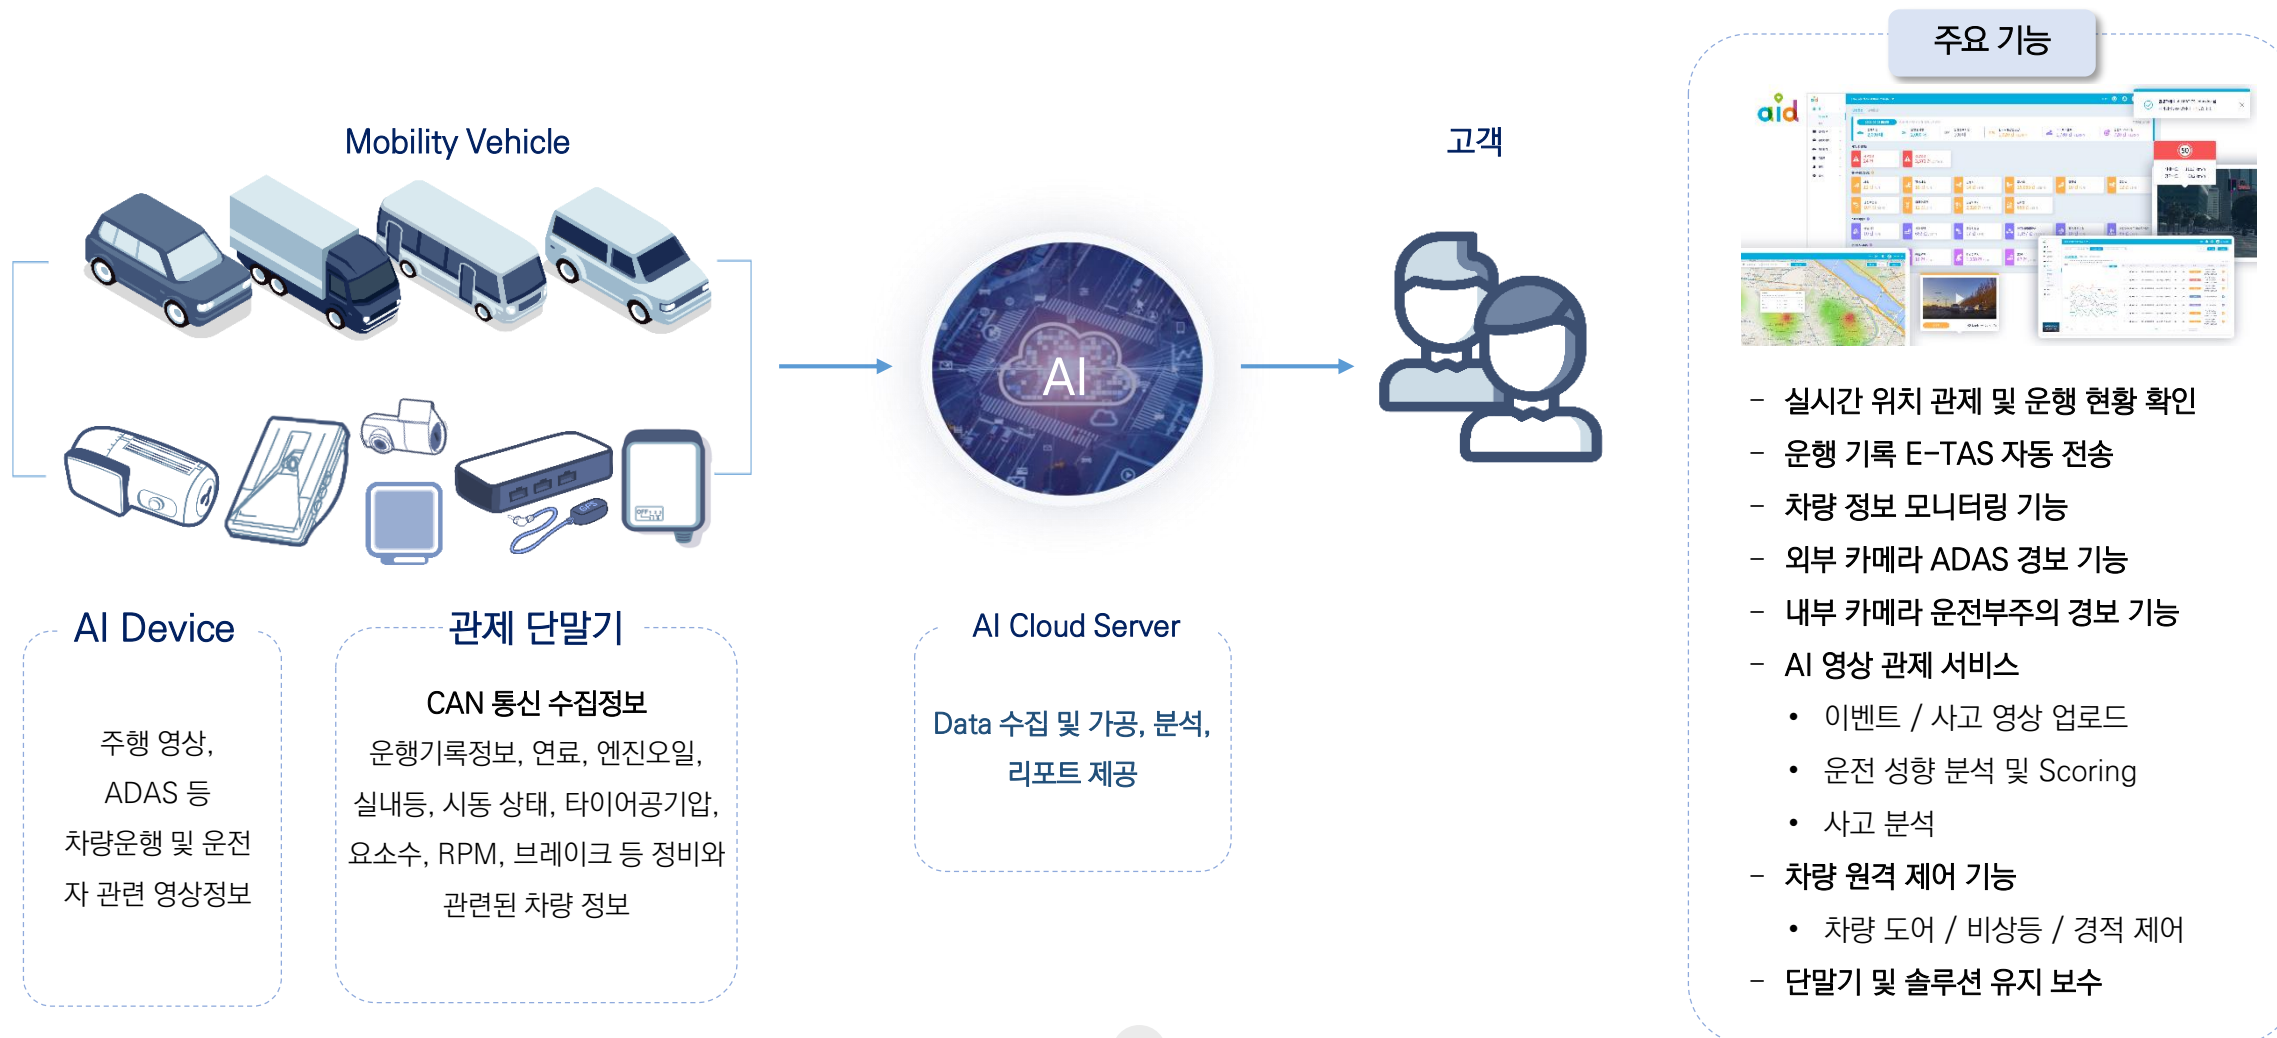 주요 기능
Mobility Vehicle
고객
aid
50
AI
GPS
OFF
AI Device
관제 단말기
AI Cloud Server
주행 영상,
ADAS 등
차량운행 및 운전
자 관련 영상정보
CAN 통신 수집정보
운행기록정보, 연료, 엔진오일,
실내등, 시동 상태, 타이어공기압,
요소수, RPM, 브레이크 등 정비와
관련된 차량 정보
Data 수집 및 가공, 분석,
리포트 제공
- 실시간 위치 관제 및 운행 현황 확인
- 운행 기록 E-TAS 자동 전송
- 차량 정보 모니터링 기능
- 외부 카메라 ADAS 경보 기능
- 내부 카메라 운전부주의 경보 기능
- AI 영상 관제 서비스
• 이벤트 / 사고 영상 업로드
• 운전 성향 분석 및 Scoring
• 사고 분석
- 차량 원격 제어 기능
• 차량 도어 / 비상등 / 경적 제어
- 단말기 및 솔루션 유지 보수